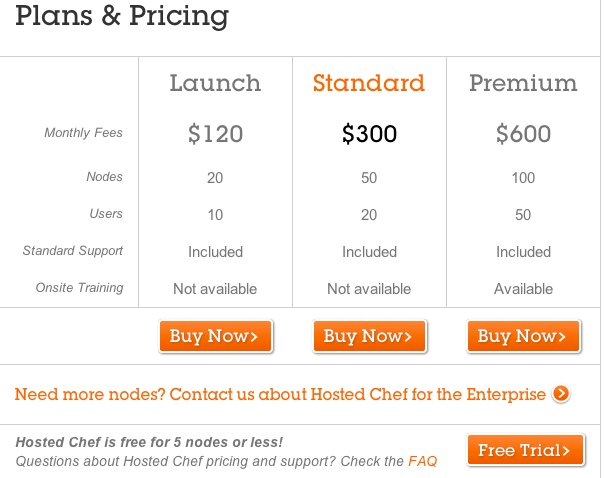 Plans & Pricing
Launch Standard Premium
Monthly Fees $120 $300 $600
Nodes 20 50 100
Users 10 20 50
Standard Support Included Included Included
Onsite Training Not available Not available Available
Buy Now> Buy Now> Buy Now>
Need more nodes? Contact us about Hosted Chef for the Enterprise >
Hosted Chef is free for 5 nodes or less!
Questions about Hosted Chef pricing and support? Check the FAQ
Free Trial>